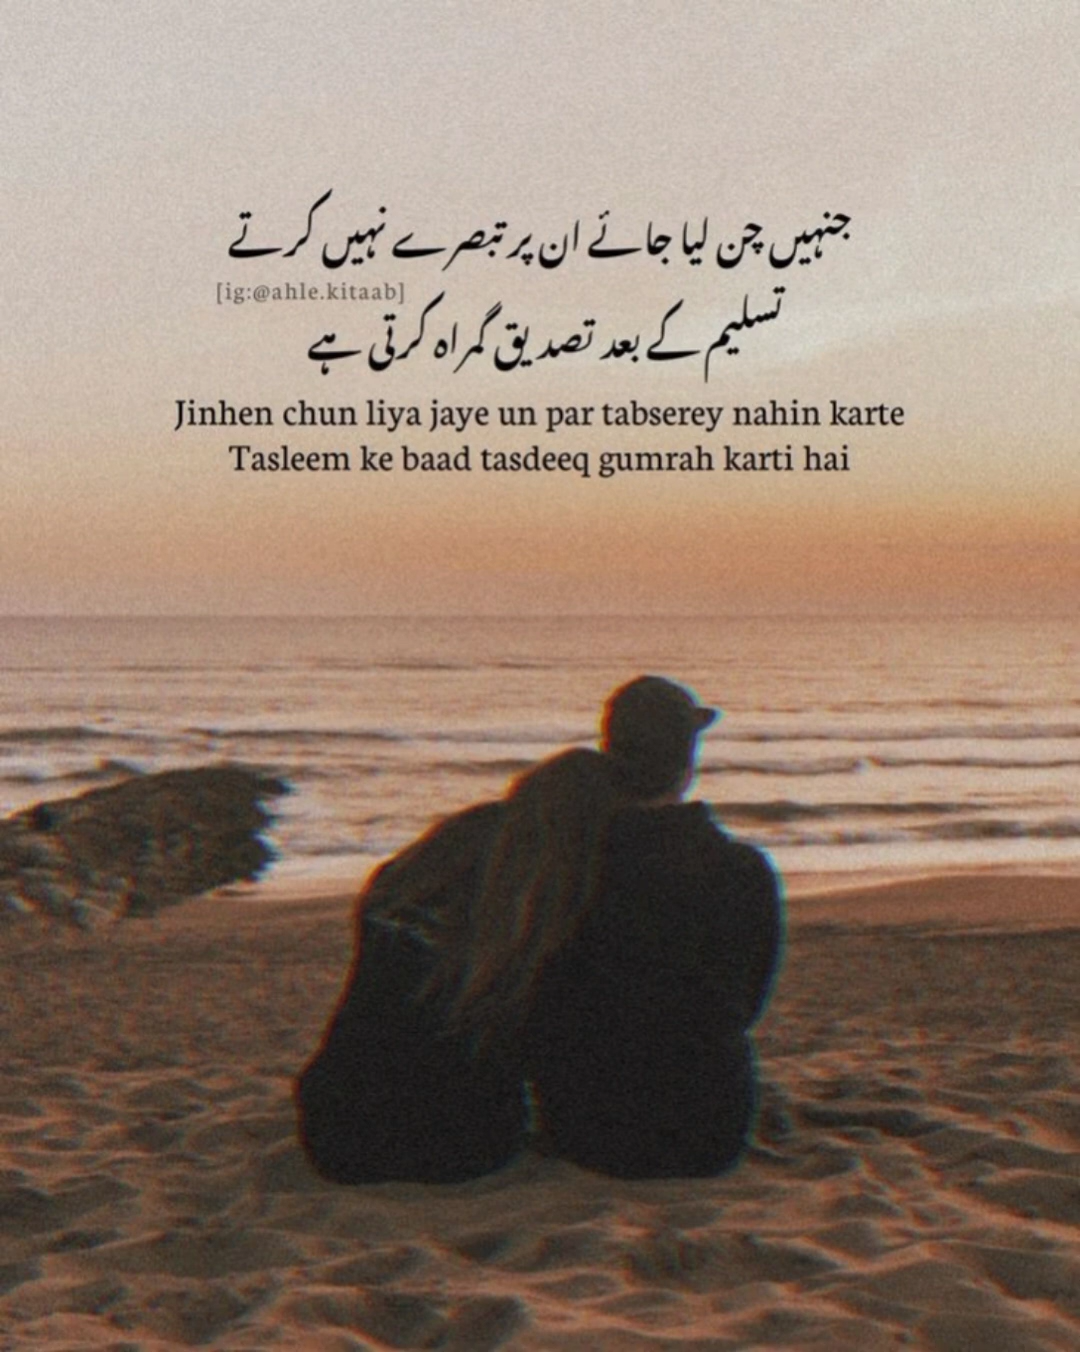 جنہیں چن لیا جائے ان پر تبصرے نہیں کرتے
[ig:@ahle.kitaab]
تسلیم کے بعد تصدیق گمراہ کرتی ہے
Jinhen chun liya jaye un par tabserey nahin karte
Tasleem ke baad tasdeeq gumrah karti hai